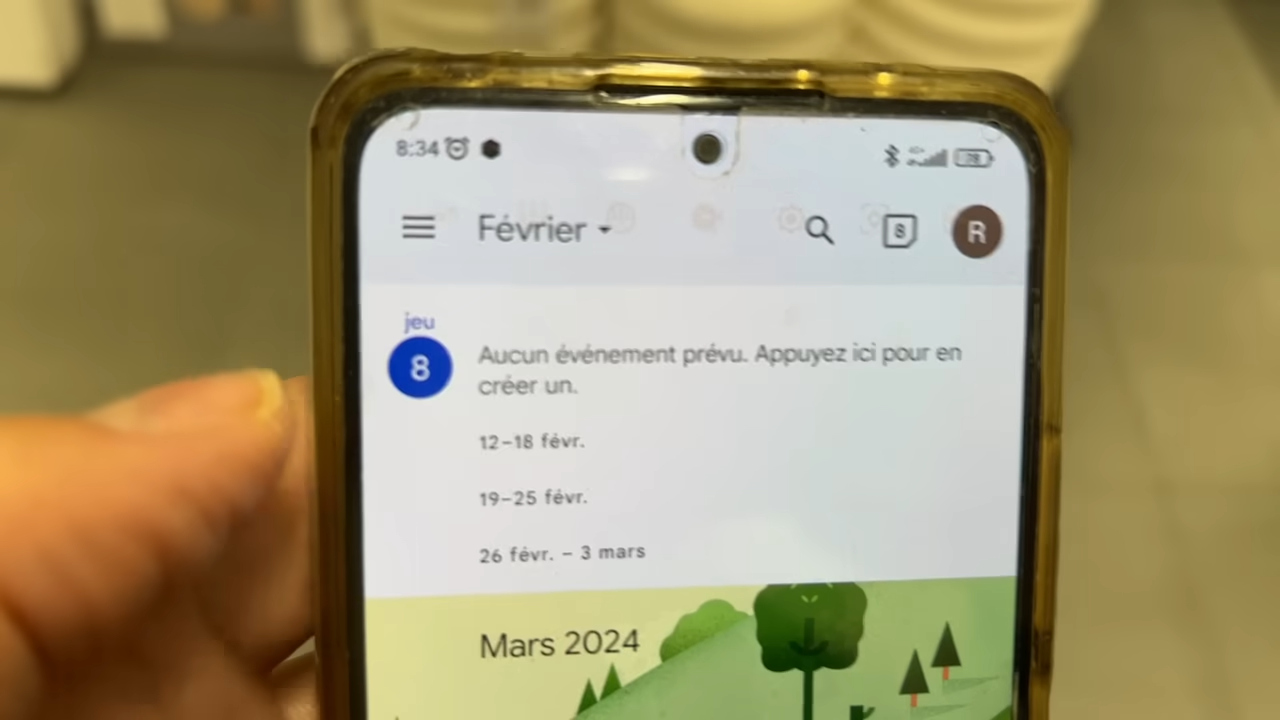 8:34
78
Février
8
R
jeu
8
Aucun événement prévu. Appuyez ici pour en
créer un.
12–18 févr.
19–25 févr.
26 févr. – 3 mars
Mars 2024